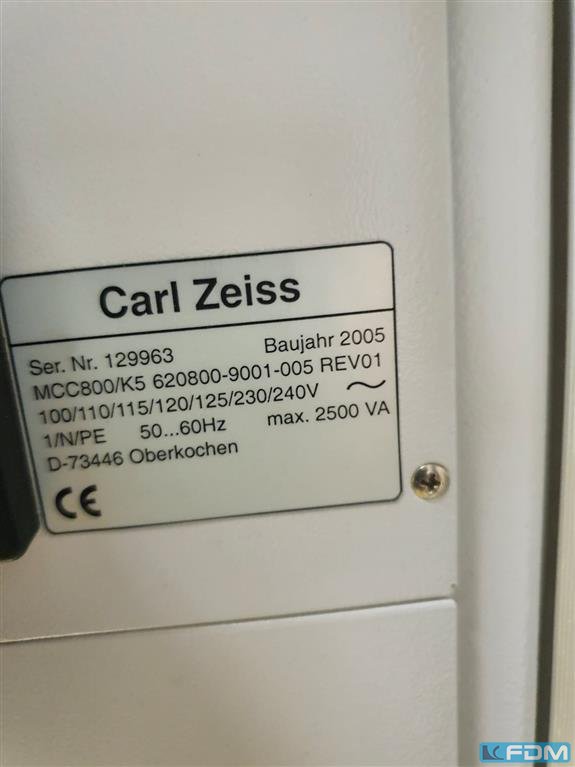 Carl Zeiss
Ser. Nr. 129963 Baujahr 2005
MCC800/K5 620800-9001-005 REV01
100/110/115/120/125/230/240V ~
1/N/PE 50...60Hz max. 2500 VA
D-73446 Oberkochen
CE
FDM